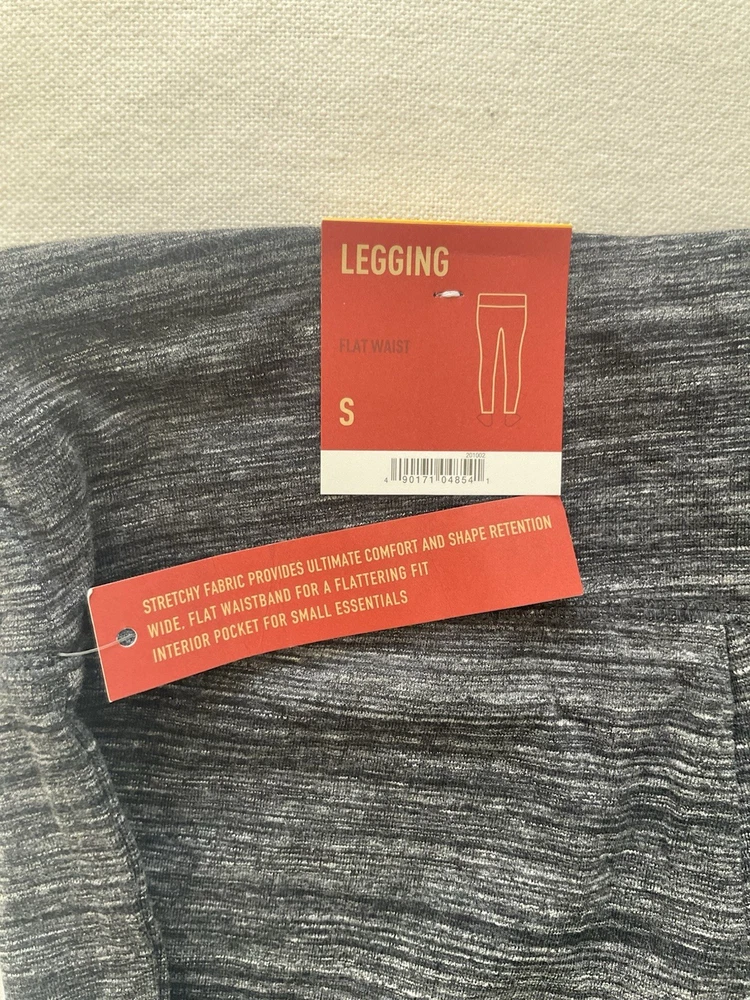 LEGGING
FLAT WAIST
S
201002
4 90171 04854 1
STRETCHY FABRIC PROVIDES ULTIMATE COMFORT AND SHAPE RETENTION
WIDE, FLAT WAISTBAND FOR A FLATTERING FIT
INTERIOR POCKET FOR SMALL ESSENTIALS